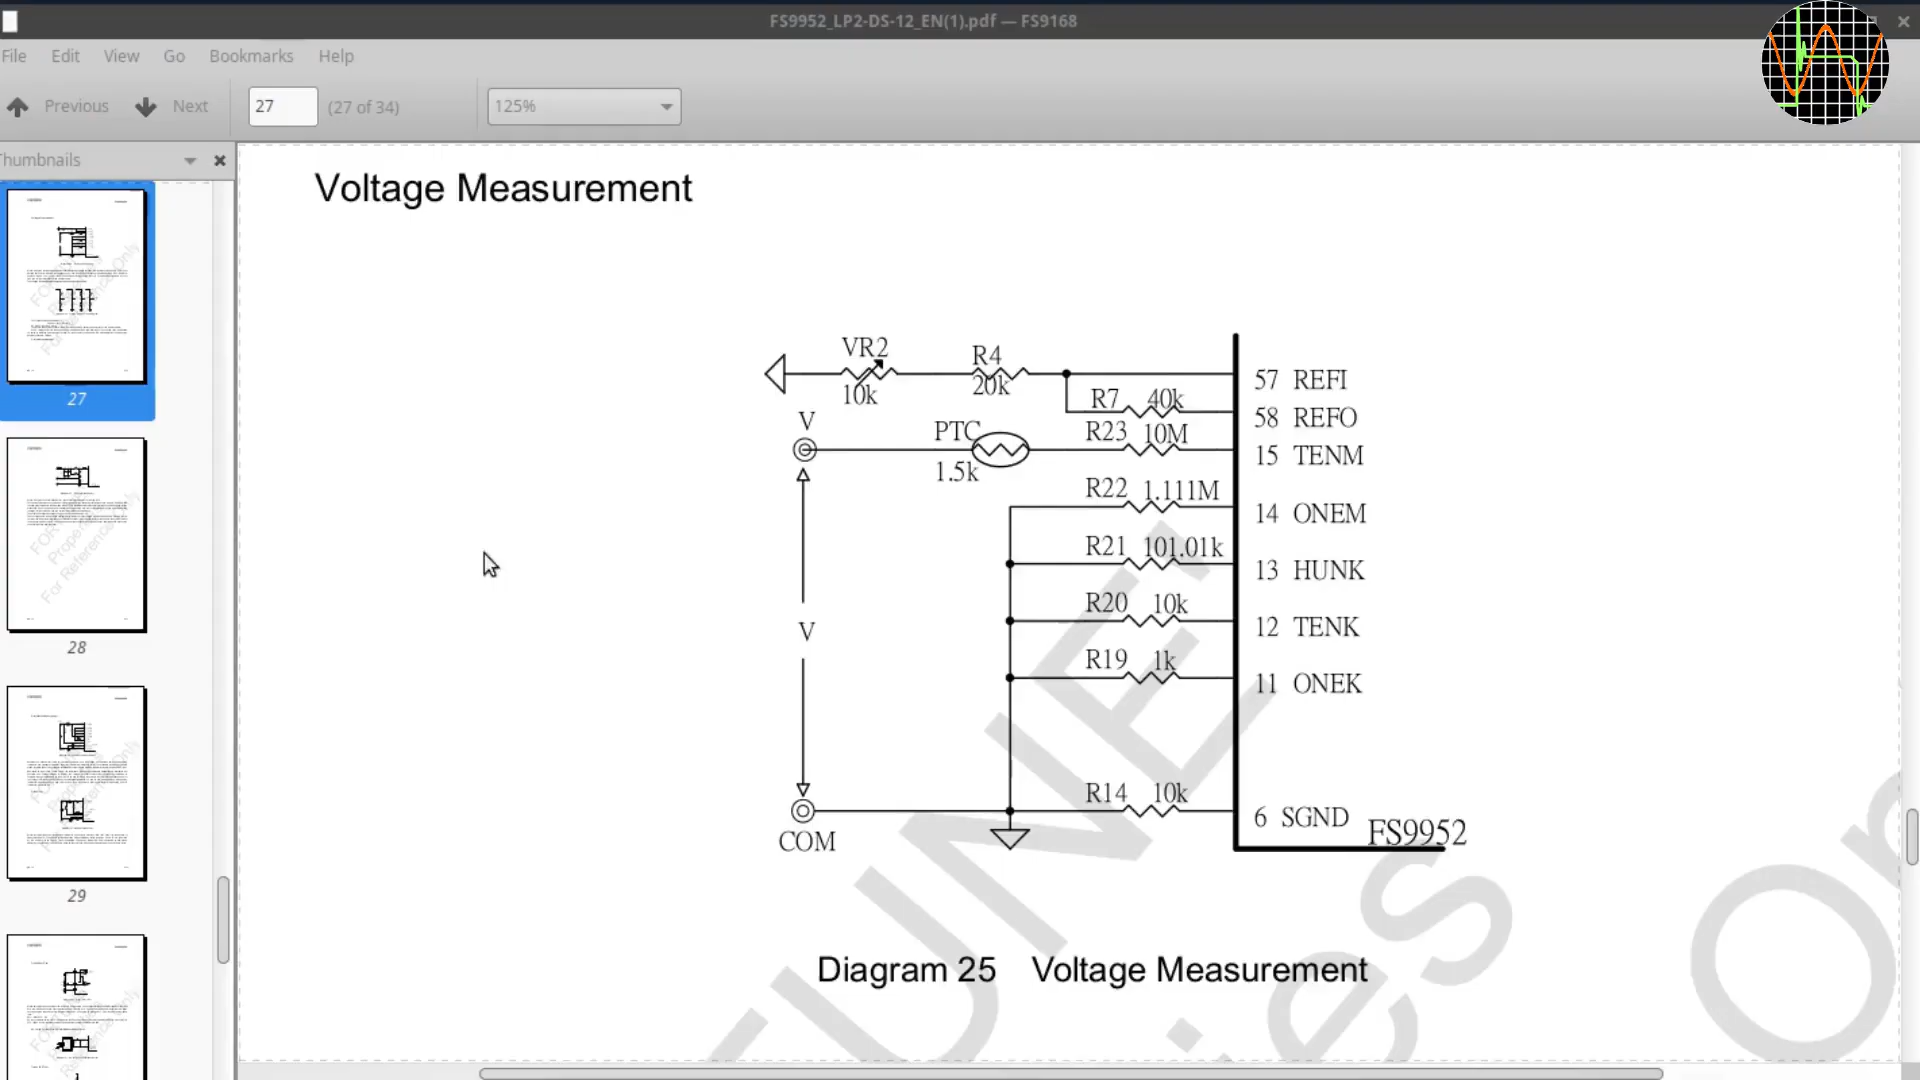 FS9952_LP2-DS-12_EN(1).pdf — FS9168
File Edit View Go Bookmarks Help
Previous Next 27 (27 of 34) 125%
Thumbnails
27
28
29
Voltage Measurement
VR2
10k
R4
20k
57 REFI
R7 40k
58 REFO
V
PTC
1.5k
R23 10M
15 TENM
R22 1.111M
14 ONEM
R21 101.01k
13 HUNK
R20 10k
12 TENK
V
R19 1k
11 ONEK
R14 10k
6 SGND
COM
FS9952
Diagram 25 Voltage Measurement